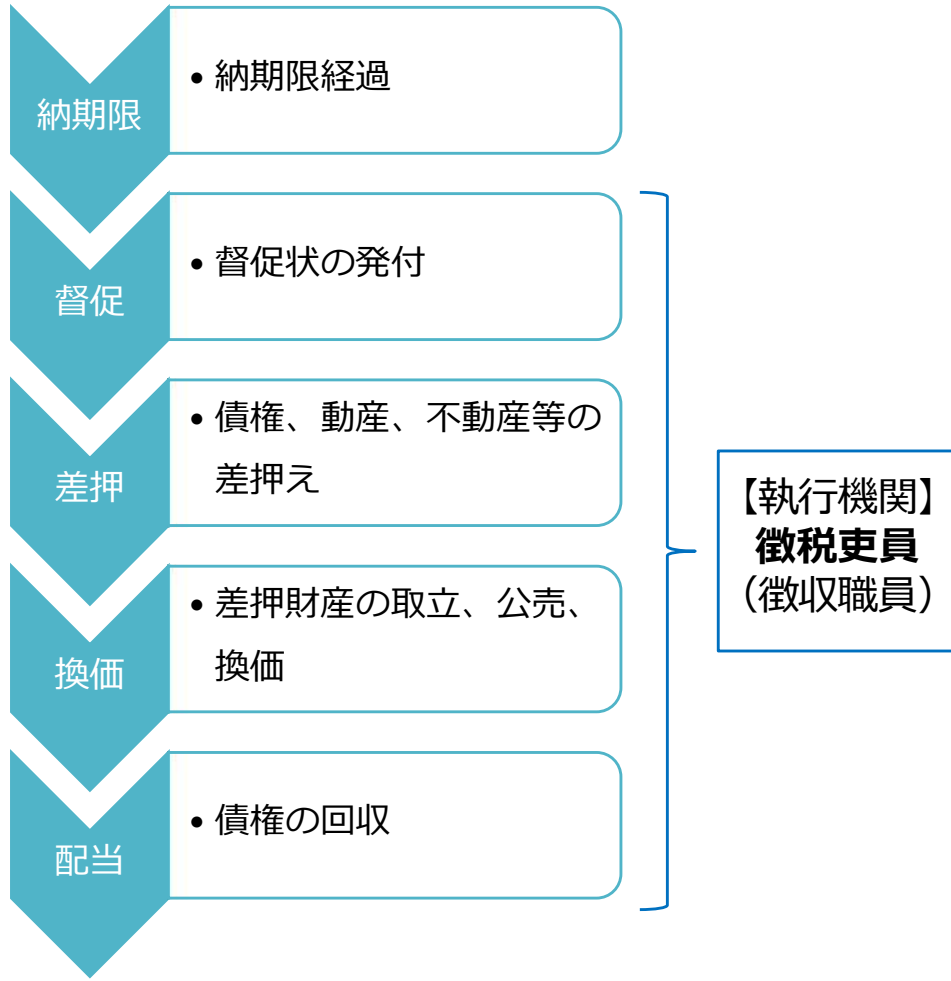 納期限
• 納期限経過
督促
• 督促状の発付
差押
• 債権、動産、不動産等の
差押え
換価
• 差押財産の取立、公売、
換価
配当
• 債権の回収
【執行機関】
徴税吏員
（徴収職員）